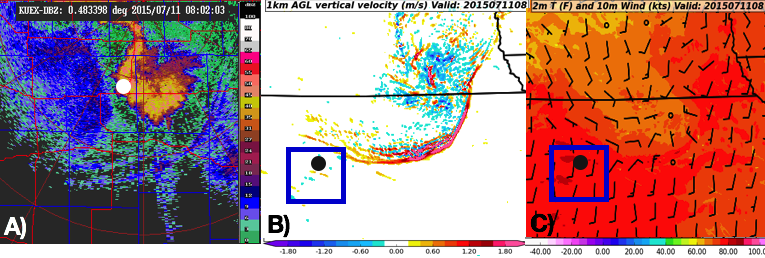 XUEX-DBZ: 0.483398 deg 2015/07/11 08:02:03
A)
1km AGL vertical velocity (m/s) Valid: 2015071108
B)
-1.80 -1.20 -0.60 0.00 0.60 1.20 1.80
2m T (F) and 10m Wind (kts) Valid: 2015071108
C)
-40.00 -20.00 0.00 20.00 40.00 60.00 80.00 100.0